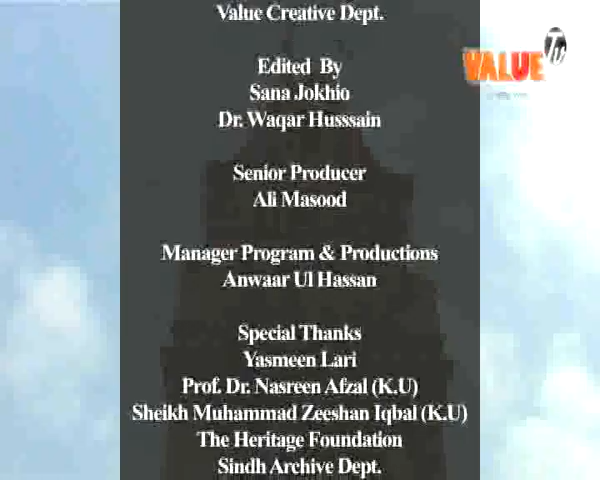 Value Creative Dept.
Edited By
Sana Jokhio
Dr. Waqar Husssain
Senior Producer
Ali Masood
Manager Program & Productions
Anwaar Ul Hassan
Special Thanks
Yasmeen Lari
Prof. Dr. Nasreen Afzal (K.U)
Sheikh Muhammad Zeeshan Iqbal (K.U)
The Heritage Foundation
Sindh Archive Dept.
VALUE Tv